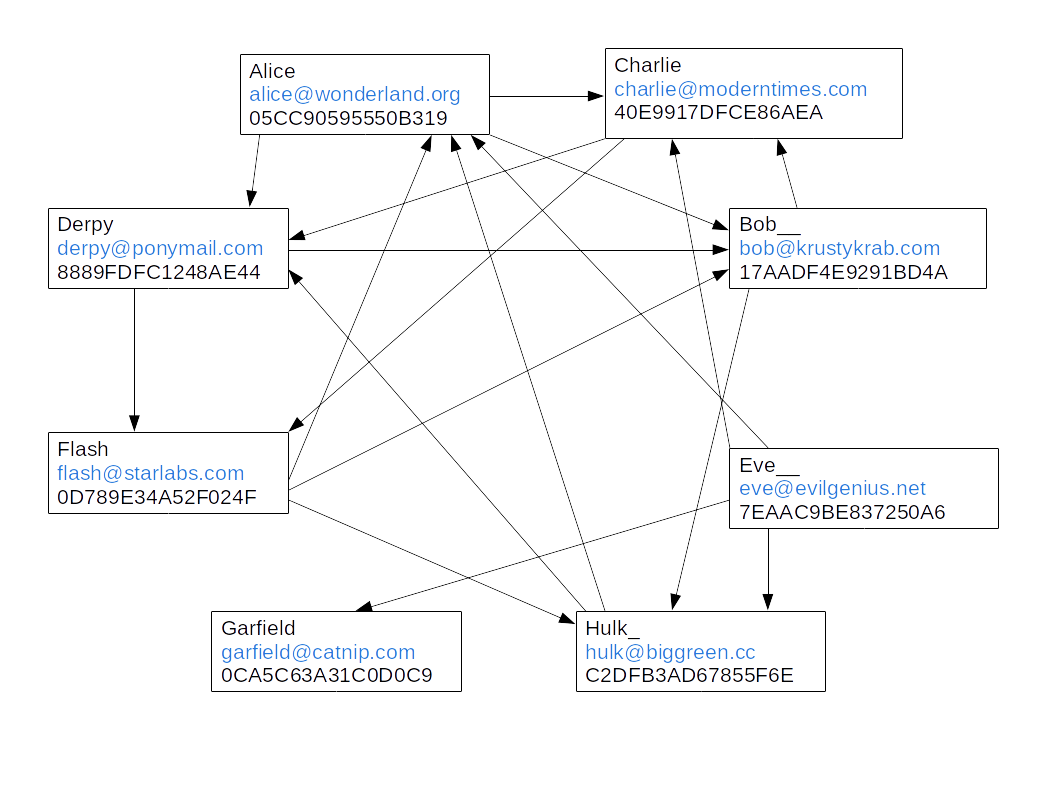 Alice
alice@wonderland.org
05CC90595550B319
Charlie
charlie@moderntimes.com
40E9917DFCE86AEA
Derpy
derpy@ponymail.com
8889FDFC1248AE44
Bob__
bob@krustykrab.com
17AADF4E9291BD4A
Flash
flash@starlabs.com
0D789E34A52F024F
Eve__
eve@evilgenius.net
7EAAC9BE837250A6
Garfield
garfield@catnip.com
0CA5C63A31C0D0C9
Hulk_
hulk@biggreen.cc
C2DFB3AD67855F6E